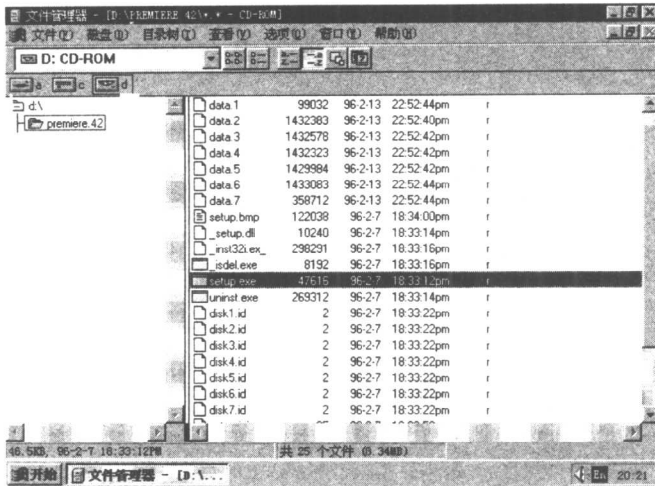 文件管理器 - [D:\PREMIERE.42\*.* - CD-ROM]
文件(F) 磁盘(D) 目录树(T) 查看(V) 选项(O) 窗口(W) 帮助(H)
D: CD-ROM
a c d
d:\
premiere.42
data.1 99032 96-2-13 22:52:44pm r
data.2 1432383 96-2-13 22:52:40pm r
data.3 1432578 96-2-13 22:52:42pm r
data.4 1432323 96-2-13 22:52:42pm r
data.5 1429984 96-2-13 22:52:42pm r
data.6 1433083 96-2-13 22:52:44pm r
data.7 358712 96-2-13 22:52:44pm r
setup.bmp 122038 96-2-7 18:34:00pm r
_setup.dll 10240 96-2-7 18:33:14pm r
_inst32i.ex_ 298291 96-2-7 18:33:16pm r
_isdel.exe 8192 96-2-7 18:33:16pm r
setup.exe 47616 96-2-7 18:33:12pm r
uninst.exe 269312 96-2-7 18:33:14pm r
disk1.id 2 96-2-7 18:33:22pm r
disk2.id 2 96-2-7 18:33:22pm r
disk3.id 2 96-2-7 18:33:22pm r
disk4.id 2 96-2-7 18:33:22pm r
disk5.id 2 96-2-7 18:33:22pm r
disk6.id 2 96-2-7 18:33:22pm r
disk7.id 2 96-2-7 18:33:22pm r
46.5KB, 96-2-7 18:33:12PM 共 25 个文件 (6.34MB)
开始 文件管理器 - [D:\... En 20:21